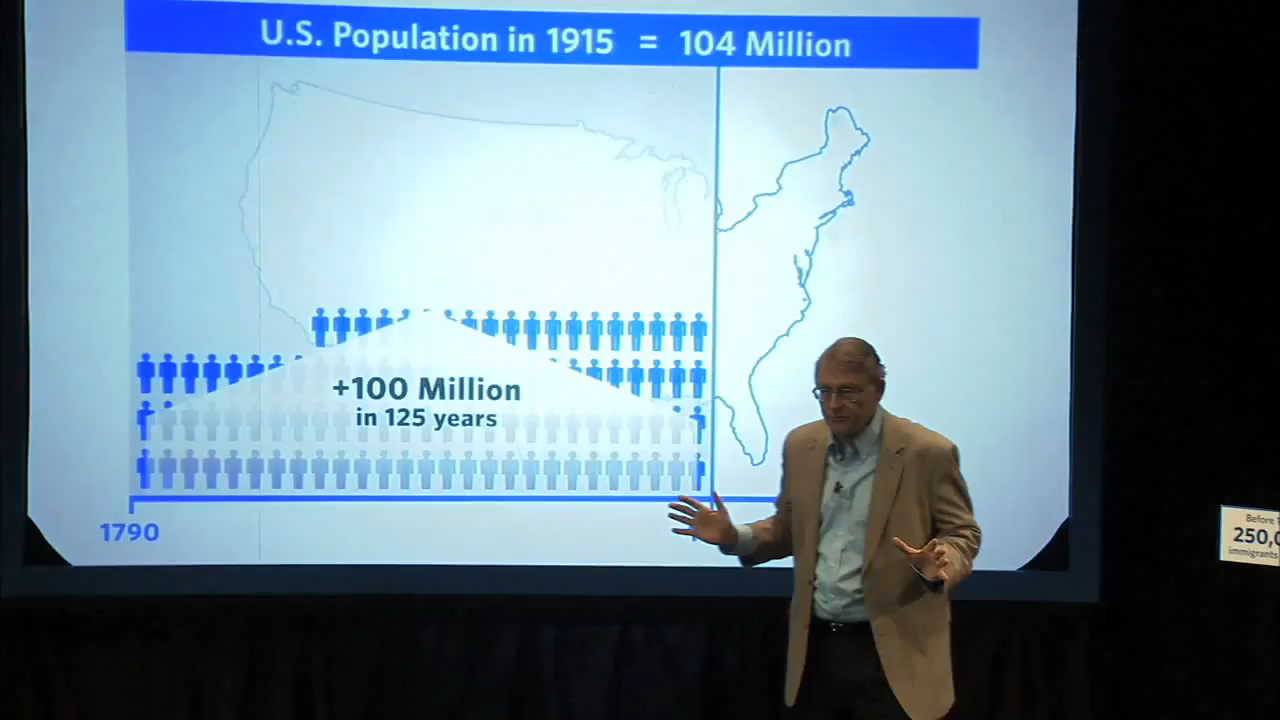 U.S. Population in 1915 = 104 Million
+100 Million
in 125 years
1790
Before
250,0
immigrants